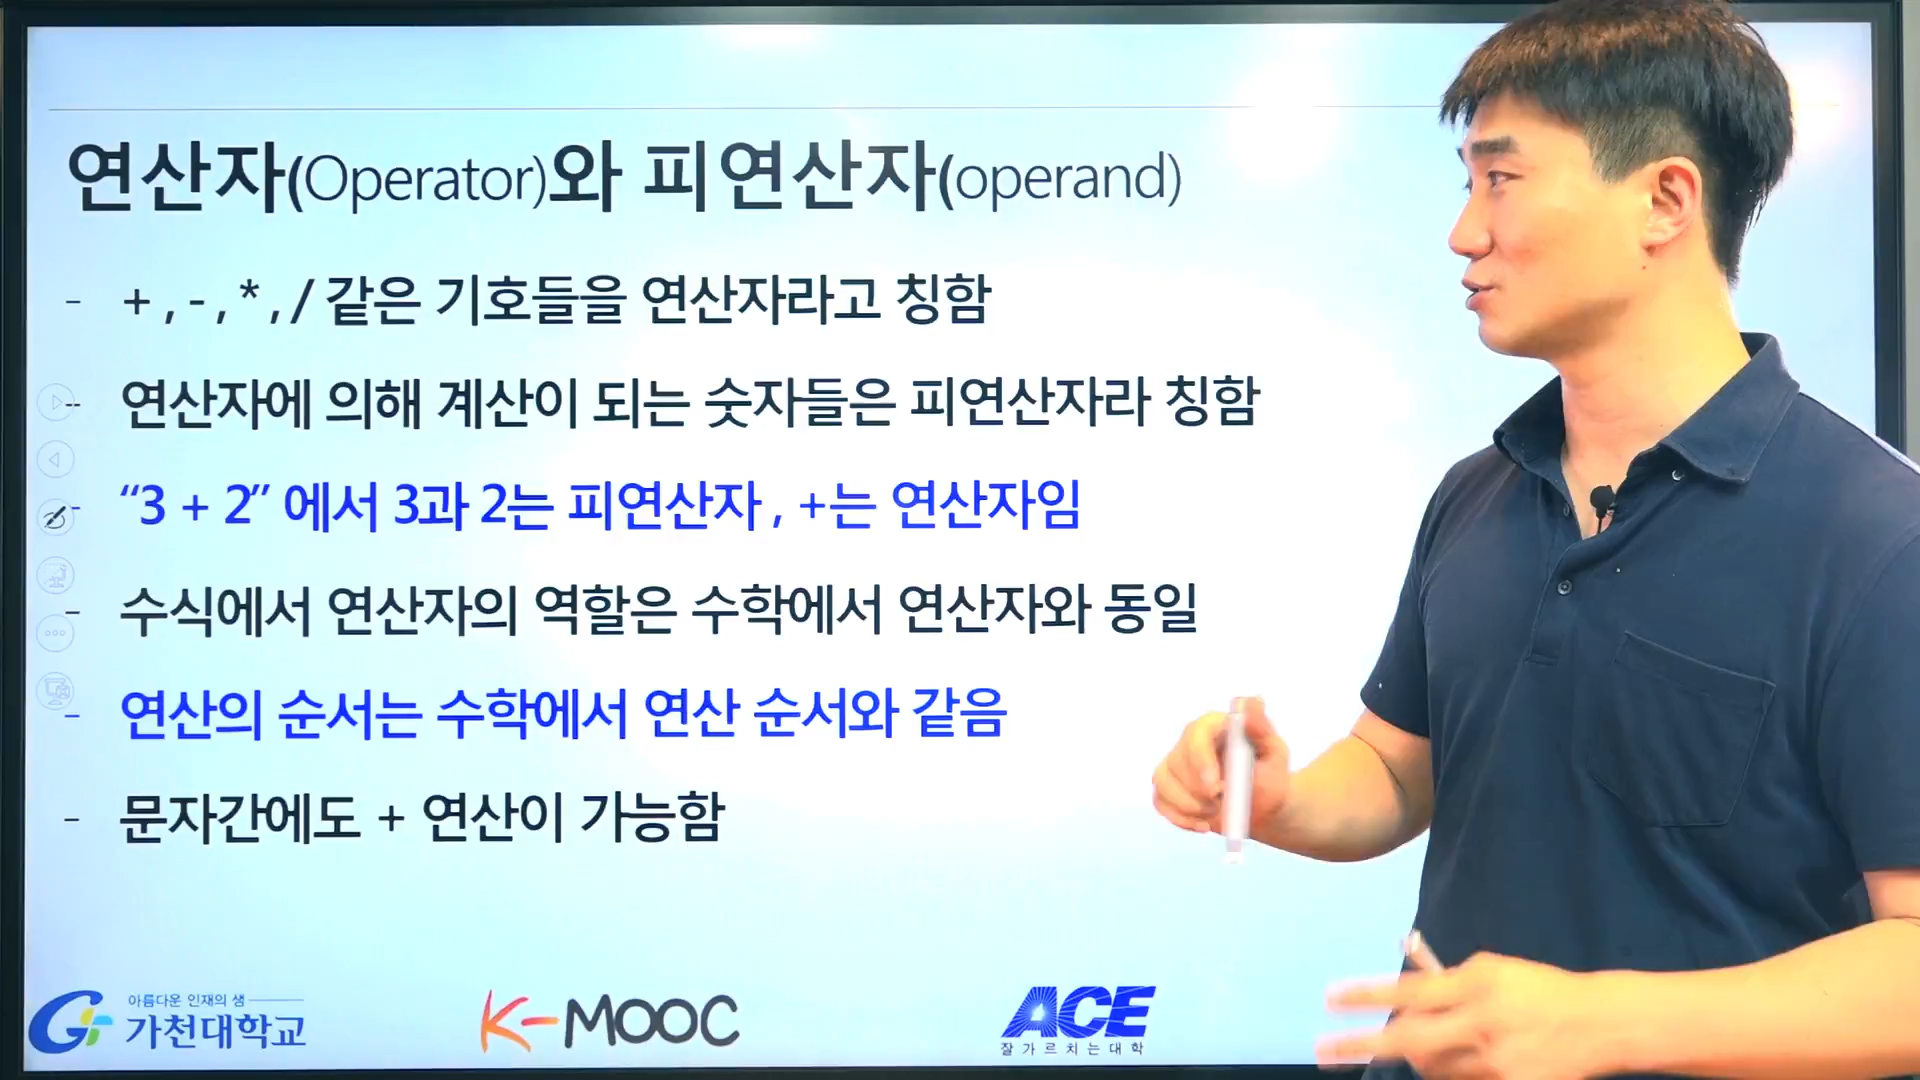 연산자(Operator)와 피연산자(operand)
- + , - , * , / 같은 기호들을 연산자라고 칭함
- 연산자에 의해 계산이 되는 숫자들은 피연산자라 칭함
- “3 + 2” 에서 3과 2는 피연산자 , +는 연산자임
- 수식에서 연산자의 역할은 수학에서 연산자와 동일
- 연산의 순서는 수학에서 연산 순서와 같음
- 문자간에도 + 연산이 가능함
아름다운 인재의 샘
가천대학교
K-MOOC
ACE
잘가르치는대학